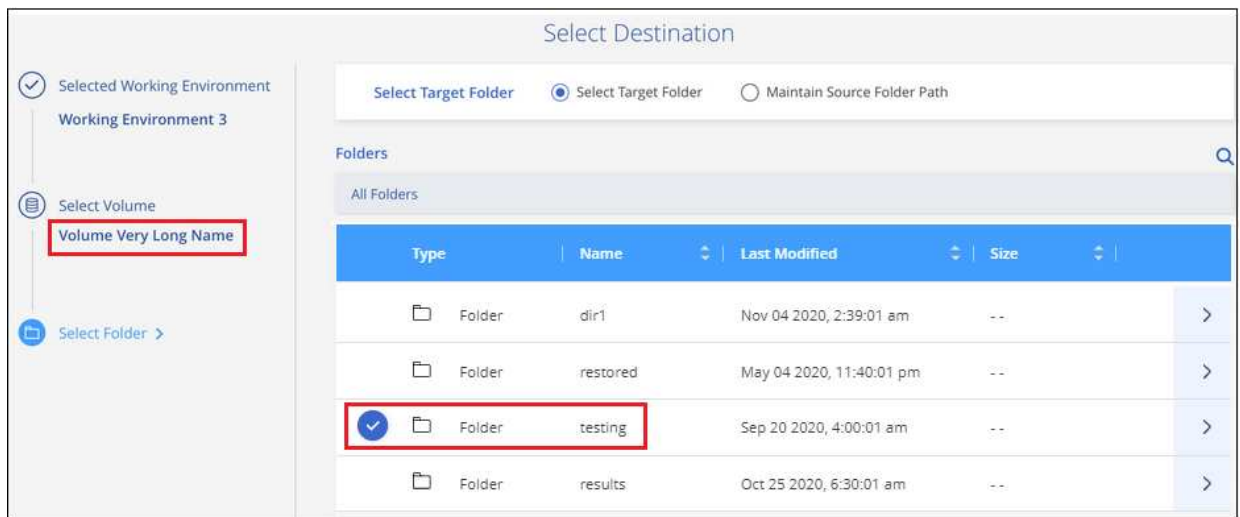 Select Destination
Selected Working Environment
Working Environment 3
Select Volume
Volume Very Long Name
Select Folder >
Select Target Folder Select Target Folder Maintain Source Folder Path
Folders
All Folders
Type Name Last Modified Size
Folder dir1 Nov 04 2020, 2:39:01 am --
Folder restored May 04 2020, 11:40:01 pm --
Folder testing Sep 20 2020, 4:00:01 am --
Folder results Oct 25 2020, 6:30:01 am --